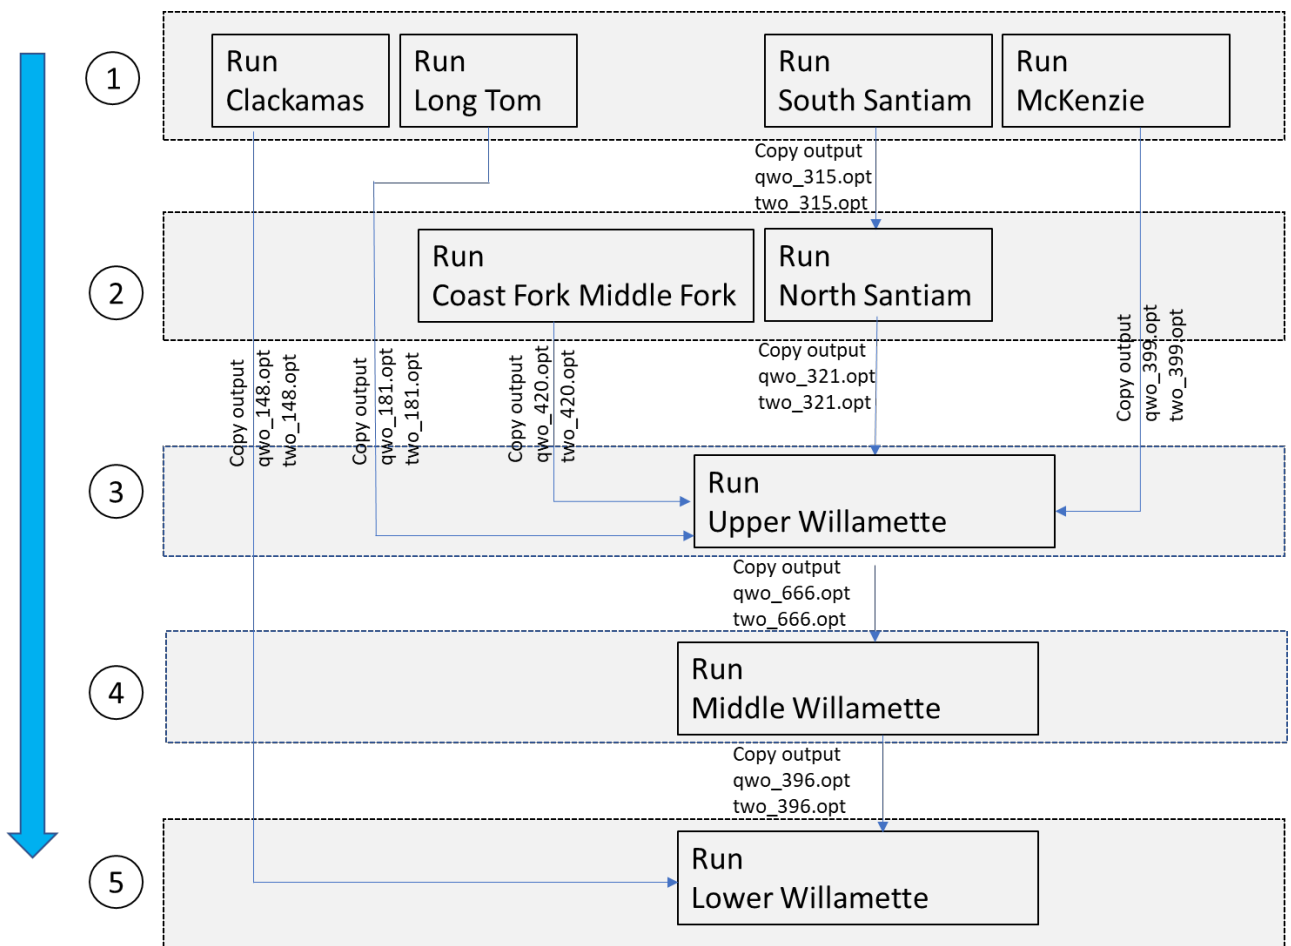 1
Run
Clackamas
Run
Long Tom
Run
South Santiam
Run
McKenzie
Copy output
qwo_315.opt
two_315.opt
2
Run
Coast Fork Middle Fork
Run
North Santiam
Copy output
qwo_148.opt
two_148.opt
Copy output
qwo_181.opt
two_181.opt
Copy output
qwo_420.opt
two_420.opt
Copy output
qwo_321.opt
two_321.opt
Copy output
qwo_399.opt
two_399.opt
3
Run
Upper Willamette
Copy output
qwo_666.opt
two_666.opt
4
Run
Middle Willamette
Copy output
qwo_396.opt
two_396.opt
5
Run
Lower Willamette